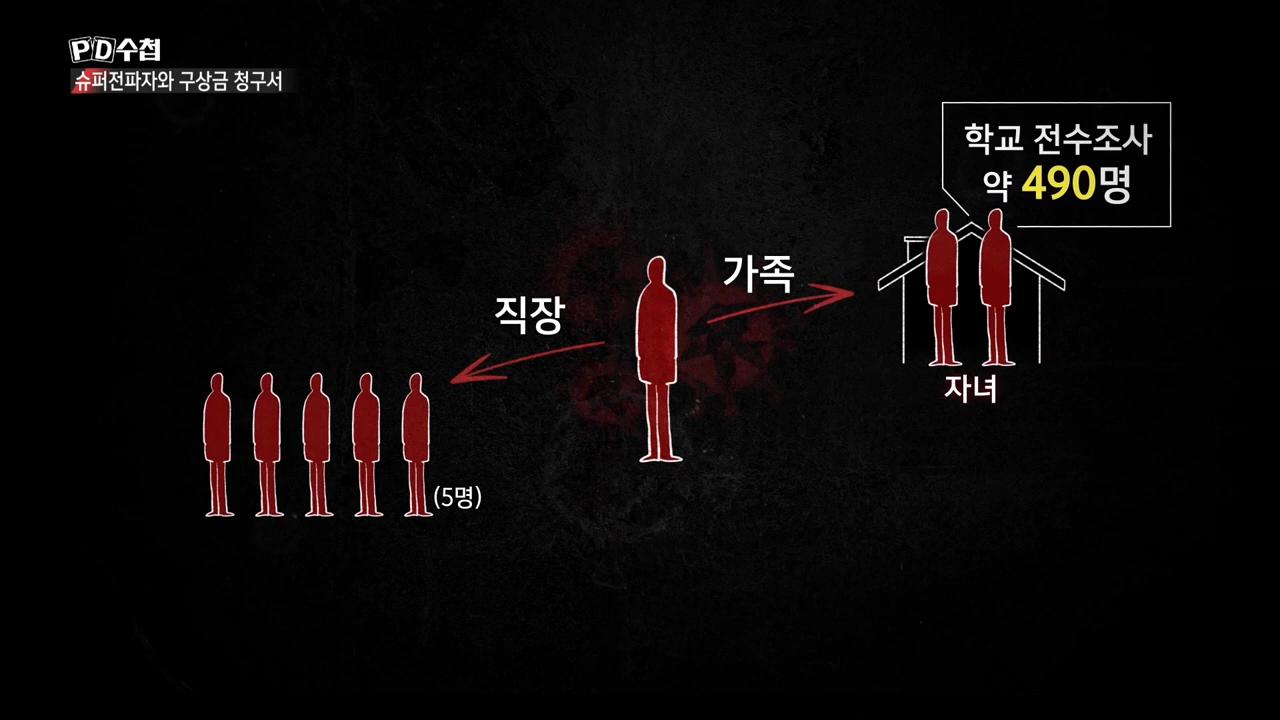 PD수첩
슈퍼전파자와 구상금 청구서
학교 전수조사
약 490명
가족
직장
자녀
(5명)